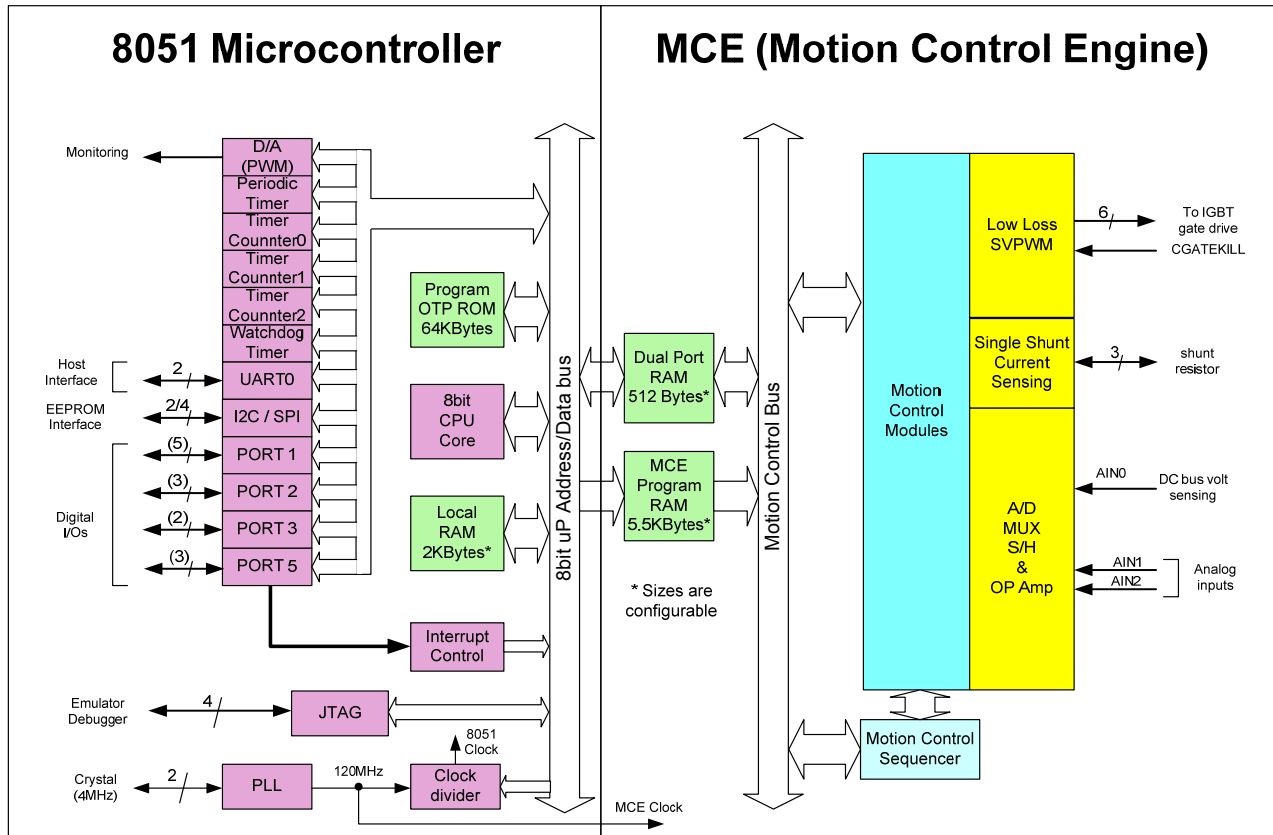 8051 Microcontroller
MCE (Motion Control Engine)
Monitoring
D/A
(PWM)
Periodic
Timer
Timer
Counnter0
Timer
Counnter1
Timer
Counter2
Watchdog
Timer
Host
Interface
2
UART0
EEPROM
Interface
2/4
I2C / SPI
Digital
I/Os
(5)
PORT 1
(3)
PORT 2
(2)
PORT 3
(3)
PORT 5
Program
OTP ROM
64KBytes
8bit
CPU
Core
Local
RAM
2KBytes*
Interrupt
Control
Emulator
Debugger
4
JTAG
8051
Clock
Crystal
(4MHz)
2
PLL
120MHz
Clock
divider
MCE Clock
8bit uP Address/Data bus
Dual Port
RAM
512 Bytes*
MCE
Program
RAM
5.5KBytes*
* Sizes are
configurable
Motion Control Bus
Motion
Control
Modules
Low Loss
SVPWM
6
To IGBT
gate drive
CGATEKILL
Single Shunt
Current
Sensing
3
shunt
resistor
A/D
MUX
S/H
&
OP Amp
AIN0
DC bus volt
sensing
AIN1
AIN2
Analog
inputs
Motion Control
Sequencer